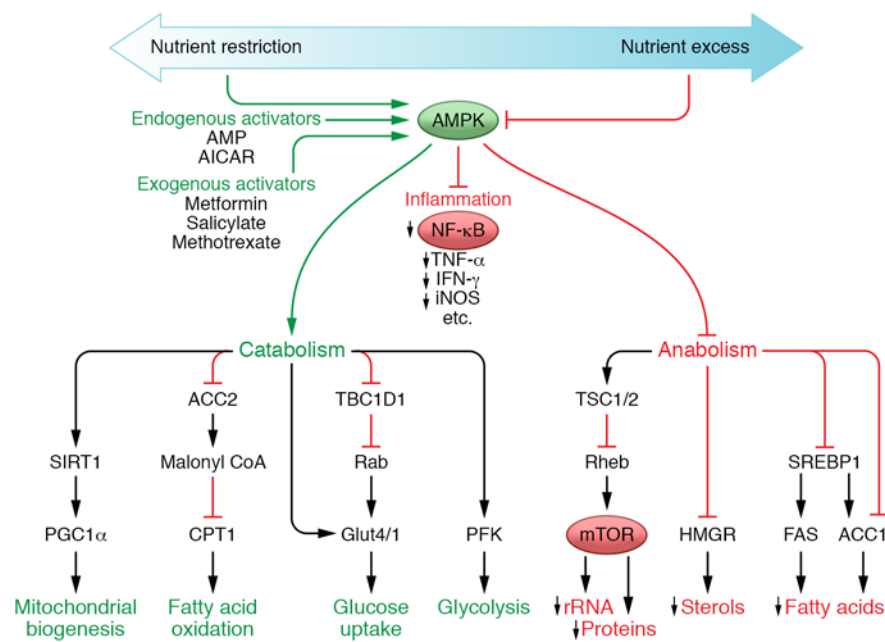 Nutrient restriction
Nutrient excess
Endogenous activators
AMP
AICAR
AMPK
Exogenous activators
Metformin
Salicylate
Methotrexate
Inflammation
NF-κB
TNF-α
IFN-γ
iNOS
etc.
Catabolism
Anabolism
ACC2
TBC1D1
TSC1/2
SIRT1
Malonyl CoA
Rab
Rheb
SREBP1
PGC1α
CPT1
Glut4/1
PFK
mTOR
HMGR
FAS
ACC1
Mitochondrial
biogenesis
Fatty acid
oxidation
Glucose
uptake
Glycolysis
rRNA
Proteins
Sterols
Fatty acids